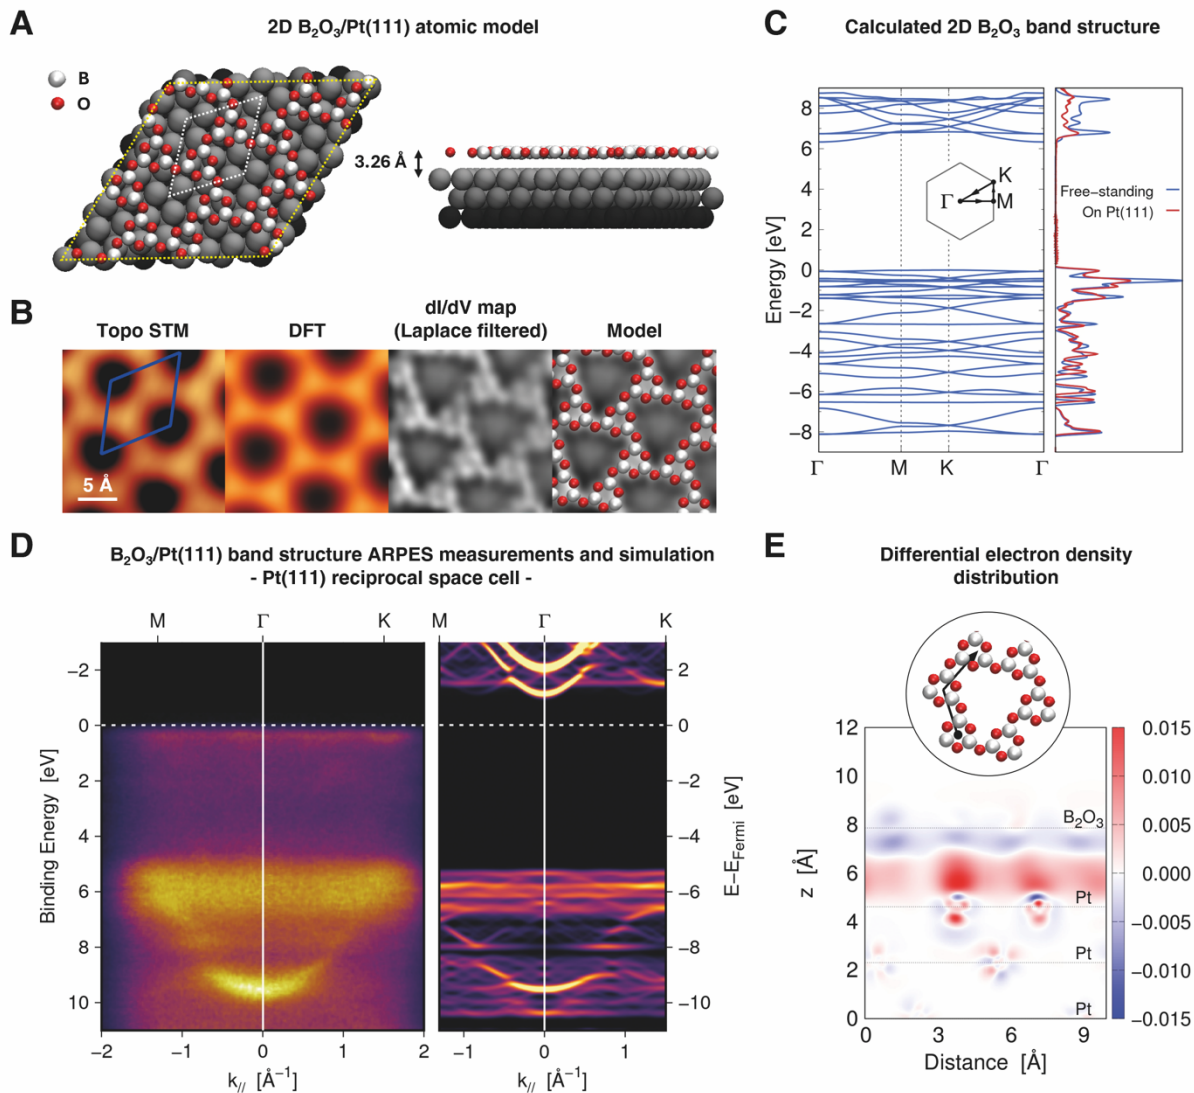 A
2D B₂O₃/Pt(111) atomic model
B
O
3.26 Å
B
Topo STM
DFT
dI/dV map
(Laplace filtered)
Model
5 Å
C
Calculated 2D B₂O₃ band structure
Energy [eV]
8
6
4
2
0
−2
−4
−6
−8
Γ
M
K
Γ
Γ
K
M
Free−standing
On Pt(111)
D
B₂O₃/Pt(111) band structure ARPES measurements and simulation
- Pt(111) reciprocal space cell -
M
Γ
K
M
Γ
K
Binding Energy [eV]
−2
0
2
4
6
8
10
−2
−1
0
1
2
k// [Å⁻¹]
2
0
−2
−4
−6
−8
−10
E−E_Fermi [eV]
−1
0
1
k// [Å⁻¹]
E
Differential electron density
distribution
z [Å]
12
10
8
6
4
2
0
B₂O₃
Pt
Pt
Pt
0
3
6
9
Distance [Å]
0.015
0.010
0.005
0.000
−0.005
−0.010
−0.015